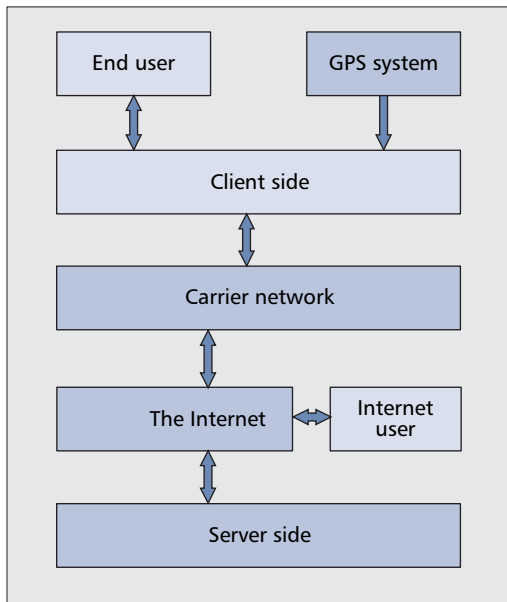 End user
GPS system
Client side
Carrier network
The Internet
Internet
user
Server side